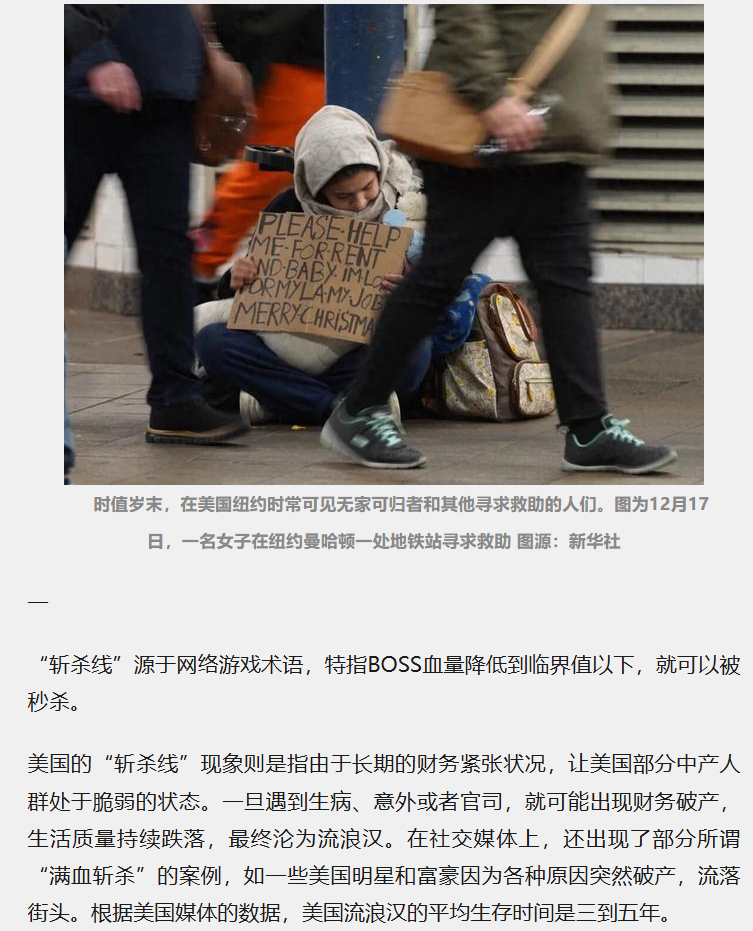 PLEASE-HELP
ME-FOR-RENT
ND-BABY. IM-LO
FOR MY LA-MY-JOB
MERRY-CHRISTMA
时值岁末，在美国纽约时常可见无家可归者和其他寻求救助的人们。图为12月17
日，一名女子在纽约曼哈顿一处地铁站寻求救助 图源：新华社
一
“斩杀线”源于网络游戏术语，特指BOSS血量降低到临界值以下，就可以被
秒杀。
美国的“斩杀线”现象则是指由于长期的财务紧张状况，让美国部分中产人
群处于脆弱的状态。一旦遇到生病、意外或者官司，就可能出现财务破产，
生活质量持续跌落，最终沦为流浪汉。在社交媒体上，还出现了部分所谓
“满血斩杀”的案例，如一些美国明星和富豪因为各种原因突然破产，流落
街头。根据美国媒体的数据，美国流浪汉的平均生存时间是三到五年。